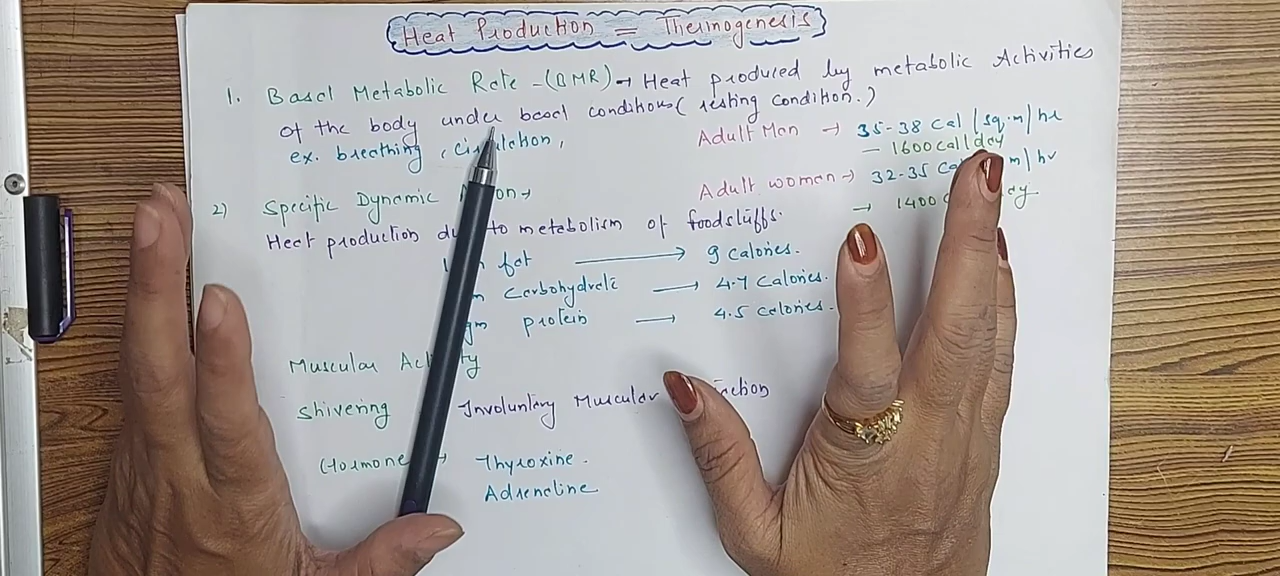 Heat Production = Thermogenesis
1. Basal Metabolic Rate -(BMR)→ Heat produced by metabolic Activities
of the body under basal conditions (resting condition.)
ex. breathing, circulation,
Adult Man → 35-38 Cal/sq.m/hr
— 1600 cal/day
2) Specific Dynamic →
Adult women → 32-35 m/hr
→ 1400
Heat production to metabolism of foodstuffs.
fat → 9 calories.
Carbohydrate → 4.7 Calories.
gm protein → 4.5 calories.
Muscular Activity
Shivering Involuntary Muscular
Hormone → Thyroxine.
Adrenaline